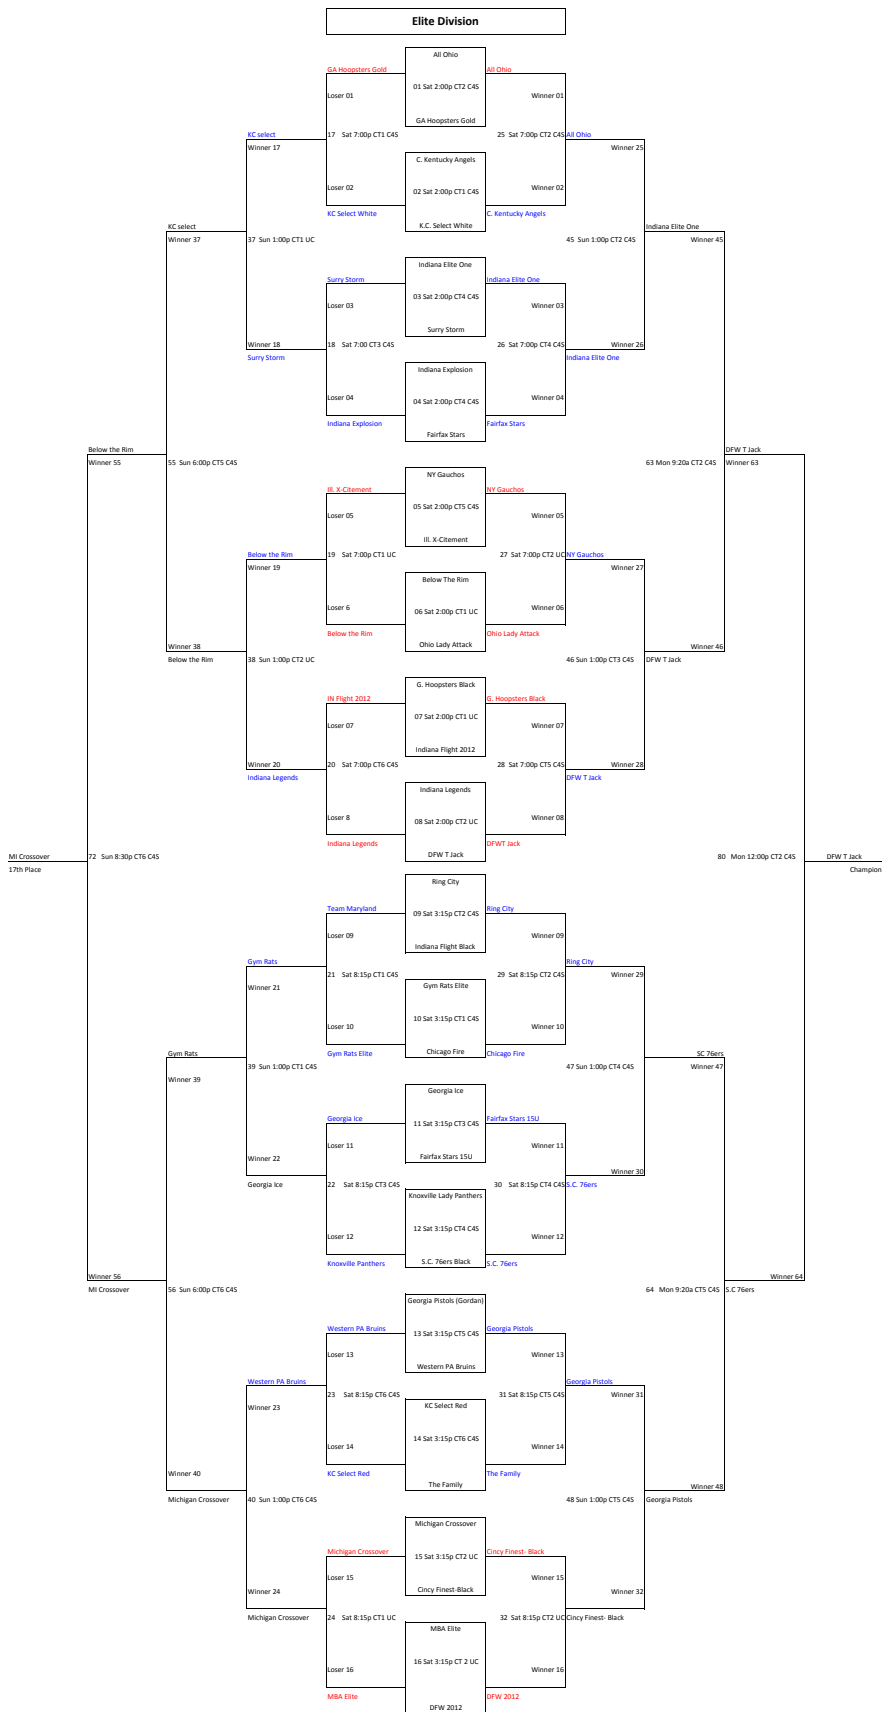 Elite Division
All Ohio
GA Hoopsters Gold
All Ohio
01 Sat 2:00p CT2 C4S
Loser 01
Winner 01
GA Hoopsters Gold
KC select
17 Sat 7:00p CT1 C4S
25 Sat 7:00p CT2 C4S
All Ohio
Winner 17
Winner 25
C. Kentucky Angels
02 Sat 2:00p CT1 C4S
Loser 02
Winner 02
KC Select White
C. Kentucky Angels
K.C. Select White
KC select
Indiana Elite One
Winner 37
37 Sun 1:00p CT1 UC
45 Sun 1:00p CT2 C4S
Winner 45
Indiana Elite One
Surry Storm
Indiana Elite One
03 Sat 2:00p CT4 C4S
Loser 03
Winner 03
Surry Storm
Winner 18
18 Sat 7:00 CT3 C4S
26 Sat 7:00p CT4 C4S
Winner 26
Surry Storm
Indiana Elite One
Indiana Explosion
04 Sat 2:00p CT4 C4S
Loser 04
Winner 04
Indiana Explosion
Fairfax Stars
Fairfax Stars
Below the Rim
DFW T Jack
Winner 55
55 Sun 6:00p CT5 C4S
63 Mon 9:20a CT2 C4S
Winner 63
NY Gauchos
Ill. X-Citement
NY Gauchos
05 Sat 2:00p CT5 C4S
Loser 05
Winner 05
Ill. X-Citement
Below the Rim
19 Sat 7:00p CT1 UC
27 Sat 7:00p CT2 UC
NY Gauchos
Winner 19
Winner 27
Below The Rim
Loser 6
06 Sat 2:00p CT1 UC
Winner 06
Below the Rim
Ohio Lady Attack
Ohio Lady Attack
Winner 38
Winner 46
Below the Rim
38 Sun 1:00p CT2 UC
46 Sun 1:00p CT3 C4S
DFW T Jack
G. Hoopsters Black
IN Flight 2012
G. Hoopsters Black
07 Sat 2:00p CT1 UC
Loser 07
Winner 07
Indiana Flight 2012
Winner 20
20 Sat 7:00p CT6 C4S
28 Sat 7:00p CT5 C4S
Winner 28
Indiana Legends
DFW T Jack
Indiana Legends
Loser 8
08 Sat 2:00p CT2 UC
Winner 08
Indiana Legends
DFWT Jack
DFW T Jack
MI Crossover
72 Sun 8:30p CT6 C4S
80 Mon 12:00p CT2 C4S
DFW T Jack
17th Place
Champion
Ring City
Team Maryland
Ring City
09 Sat 3:15p CT2 C4S
Loser 09
Winner 09
Indiana Flight Black
Gym Rats
21 Sat 8:15p CT1 C4S
29 Sat 8:15p CT2 C4S
Ring City
Winner 21
Winner 29
Gym Rats Elite
10 Sat 3:15p CT1 C4S
Loser 10
Winner 10
Gym Rats Elite
Chicago Fire
Chicago Fire
Gym Rats
SC 76ers
Winner 39
39 Sun 1:00p CT1 C4S
47 Sun 1:00p CT4 C4S
Winner 47
Georgia Ice
Georgia Ice
Fairfax Stars 15U
11 Sat 3:15p CT3 C4S
Loser 11
Winner 11
Fairfax Stars 15U
Winner 22
Winner 30
Georgia Ice
22 Sat 8:15p CT3 C4S
30 Sat 8:15p CT4 C4S
S.C. 76ers
Knoxville Lady Panthers
12 Sat 3:15p CT4 C4S
Loser 12
Winner 12
Knoxville Panthers
S.C. 76ers Black
S.C. 76ers
Winner 56
Winner 64
MI Crossover
56 Sun 6:00p CT6 C4S
64 Mon 9:20a CT5 C4S
S.C 76ers
Georgia Pistols (Gordan)
Western PA Bruins
Georgia Pistols
13 Sat 3:15p CT5 C4S
Loser 13
Winner 13
Western PA Bruins
Western PA Bruins
23 Sat 8:15p CT6 C4S
31 Sat 8:15p CT5 C4S
Georgia Pistols
Winner 23
Winner 31
KC Select Red
14 Sat 3:15p CT6 C4S
Loser 14
Winner 14
KC Select Red
The Family
The Family
Winner 40
Winner 48
Michigan Crossover
40 Sun 1:00p CT6 C4S
48 Sun 1:00p CT5 C4S
Georgia Pistols
Michigan Crossover
Michigan Crossover
Cincy Finest- Black
15 Sat 3:15p CT2 UC
Loser 15
Winner 15
Cincy Finest-Black
Winner 24
Winner 32
Michigan Crossover
24 Sat 8:15p CT1 UC
32 Sat 8:15p CT2 UC
Cincy Finest- Black
MBA Elite
16 Sat 3:15p CT 2 UC
Loser 16
Winner 16
MBA Elite
DFW 2012
DFW 2012